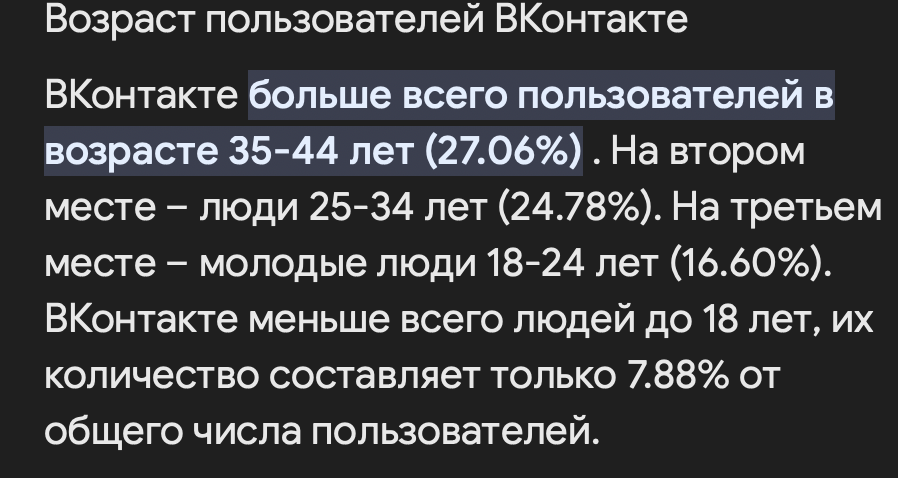 Возраст пользователей ВКонтакте
ВКонтакте больше всего пользователей в
возрасте 35-44 лет (27.06%) . На втором
месте – люди 25-34 лет (24.78%). На третьем
месте – молодые люди 18-24 лет (16.60%).
ВКонтакте меньше всего людей до 18 лет, их
количество составляет только 7.88% от
общего числа пользователей.